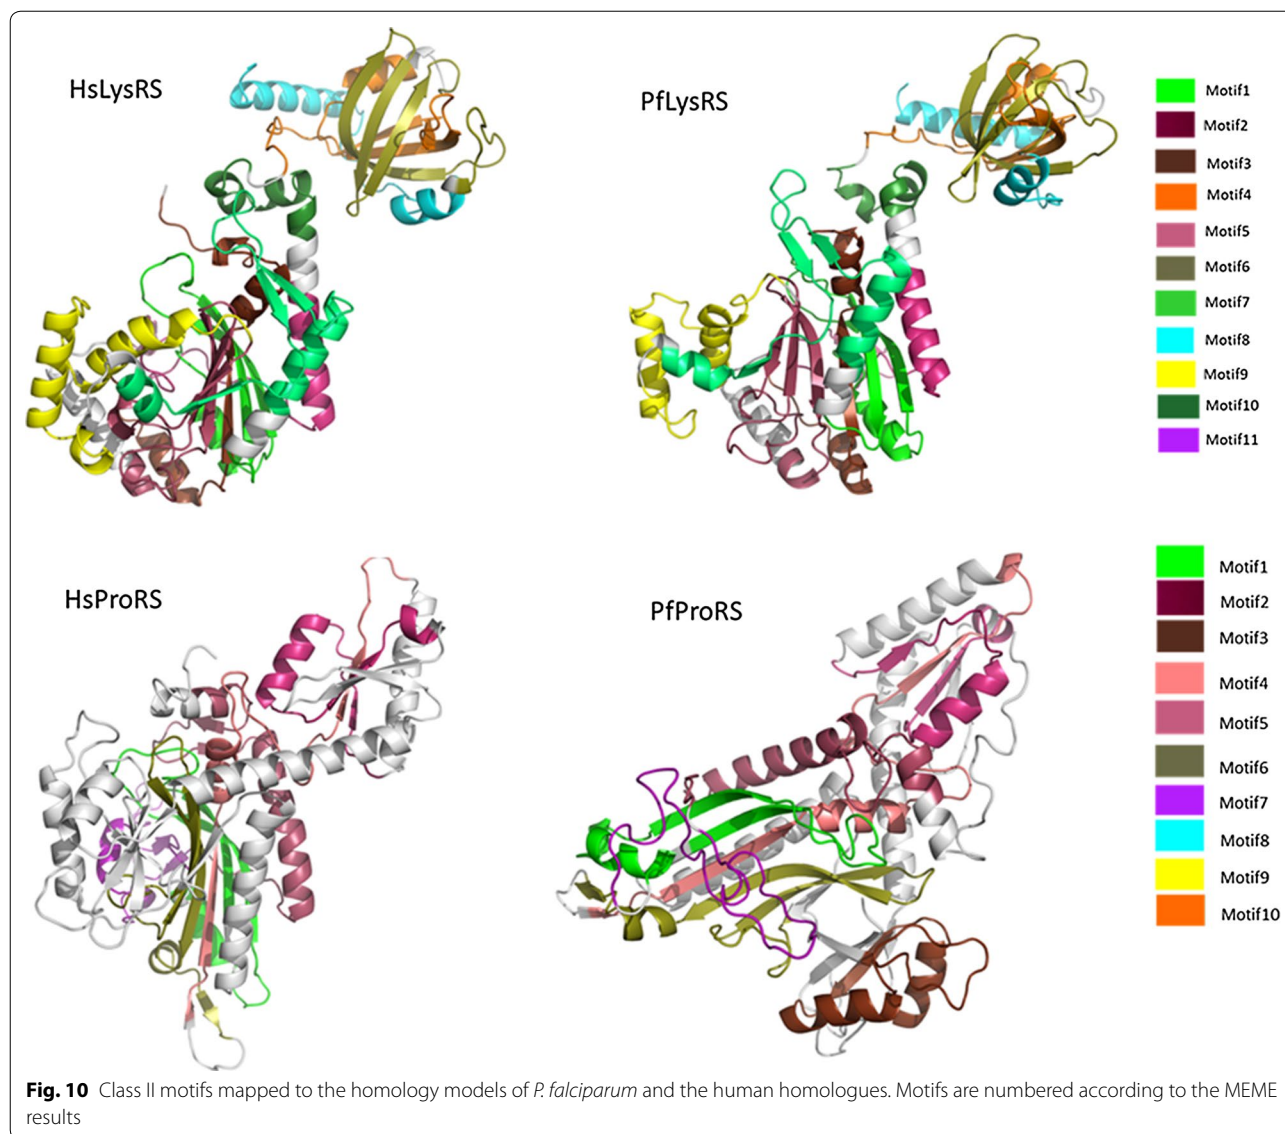 HsLysRS
PfLysRS
Motif1
Motif2
Motif3
Motif4
Motif5
Motif6
Motif7
Motif8
Motif9
Motif10
Motif11
HsProRS
PfProRS
Motif1
Motif2
Motif3
Motif4
Motif5
Motif6
Motif7
Motif8
Motif9
Motif10
Fig. 10 Class II motifs mapped to the homology models of P. falciparum and the human homologues. Motifs are numbered according to the MEME
results